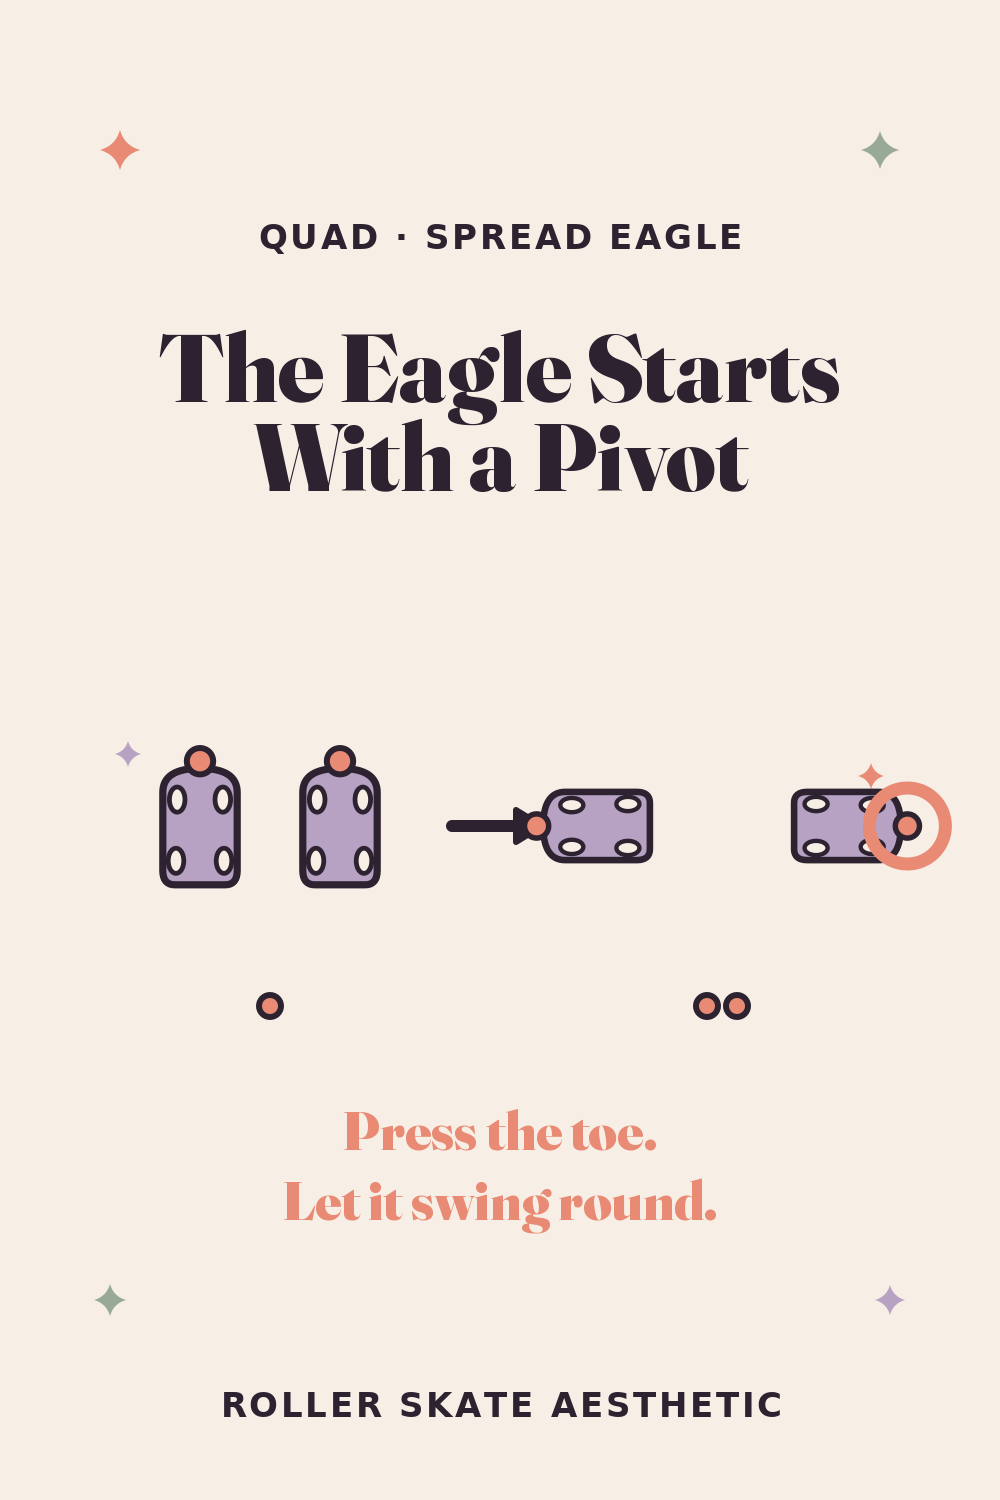 QUAD · SPREAD EAGLE
The Eagle Starts
With a Pivot
Press the toe.
Let it swing round.
ROLLER SKATE AESTHETIC